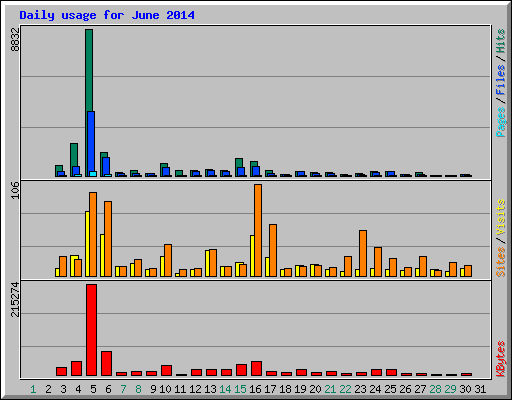 Daily usage for June 2014
8832
Pages/Files/Hits
106
Sites/Visits
215274
KBytes
1 2 3 4 5 6 7 8 9 10 11 12 13 14 15 16 17 18 19 20 21 22 23 24 25 26 27 28 29 30 31